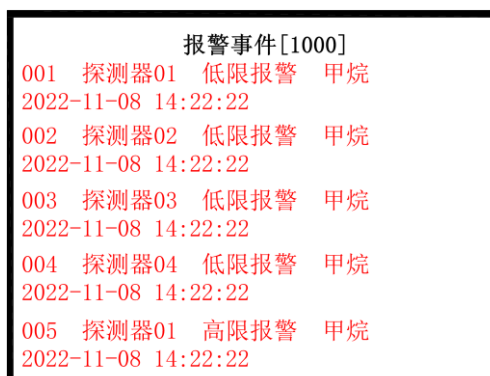 报警事件[1000]
001 探测器01 低限报警 甲烷
2022-11-08 14:22:22
002 探测器02 低限报警 甲烷
2022-11-08 14:22:22
003 探测器03 低限报警 甲烷
2022-11-08 14:22:22
004 探测器04 低限报警 甲烷
2022-11-08 14:22:22
005 探测器01 高限报警 甲烷
2022-11-08 14:22:22